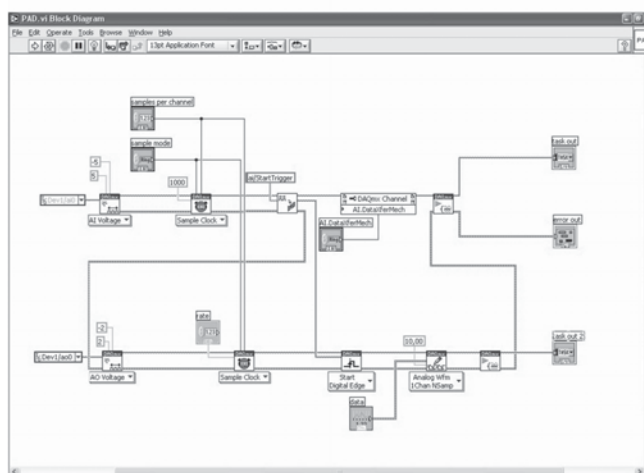 PAD.vi Block Diagram
File Edit Operate Tools Browse Window Help
13pt Application Font
samples per channel
sample mode
task out
-5
5
1000
ai/StartTrigger
DAQmx Channel
AI.DataXferMech
Dev1/ai0
AI Voltage
Sample Clock
AI.DataXferMech
error out
rate
-2
2
10,00
task out 2
Dev1/ao0
AO Voltage
Sample Clock
Start
Digital Edge
Analog Wfm
1Chan NSamp
data